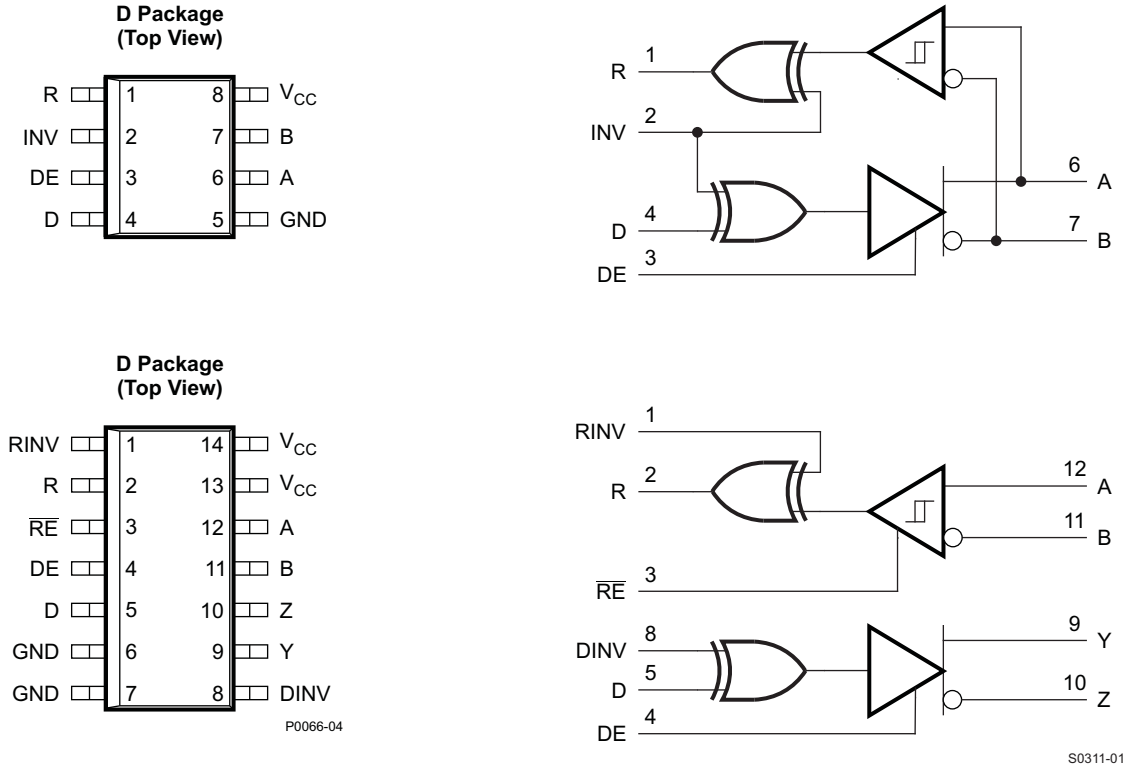 D Package
(Top View)
R 1 8 VCC
INV 2 7 B
DE 3 6 A
D 4 5 GND
1
R
2
INV
6
A
4
D
7
B
3
DE
D Package
(Top View)
RINV 1 14 VCC
R 2 13 VCC
RE 3 12 A
DE 4 11 B
D 5 10 Z
GND 6 9 Y
GND 7 8 DINV
P0066-04
1
RINV
2
R
12
A
11
B
3
RE
8
DINV
9
Y
5
D
10
Z
4
DE
S0311-01